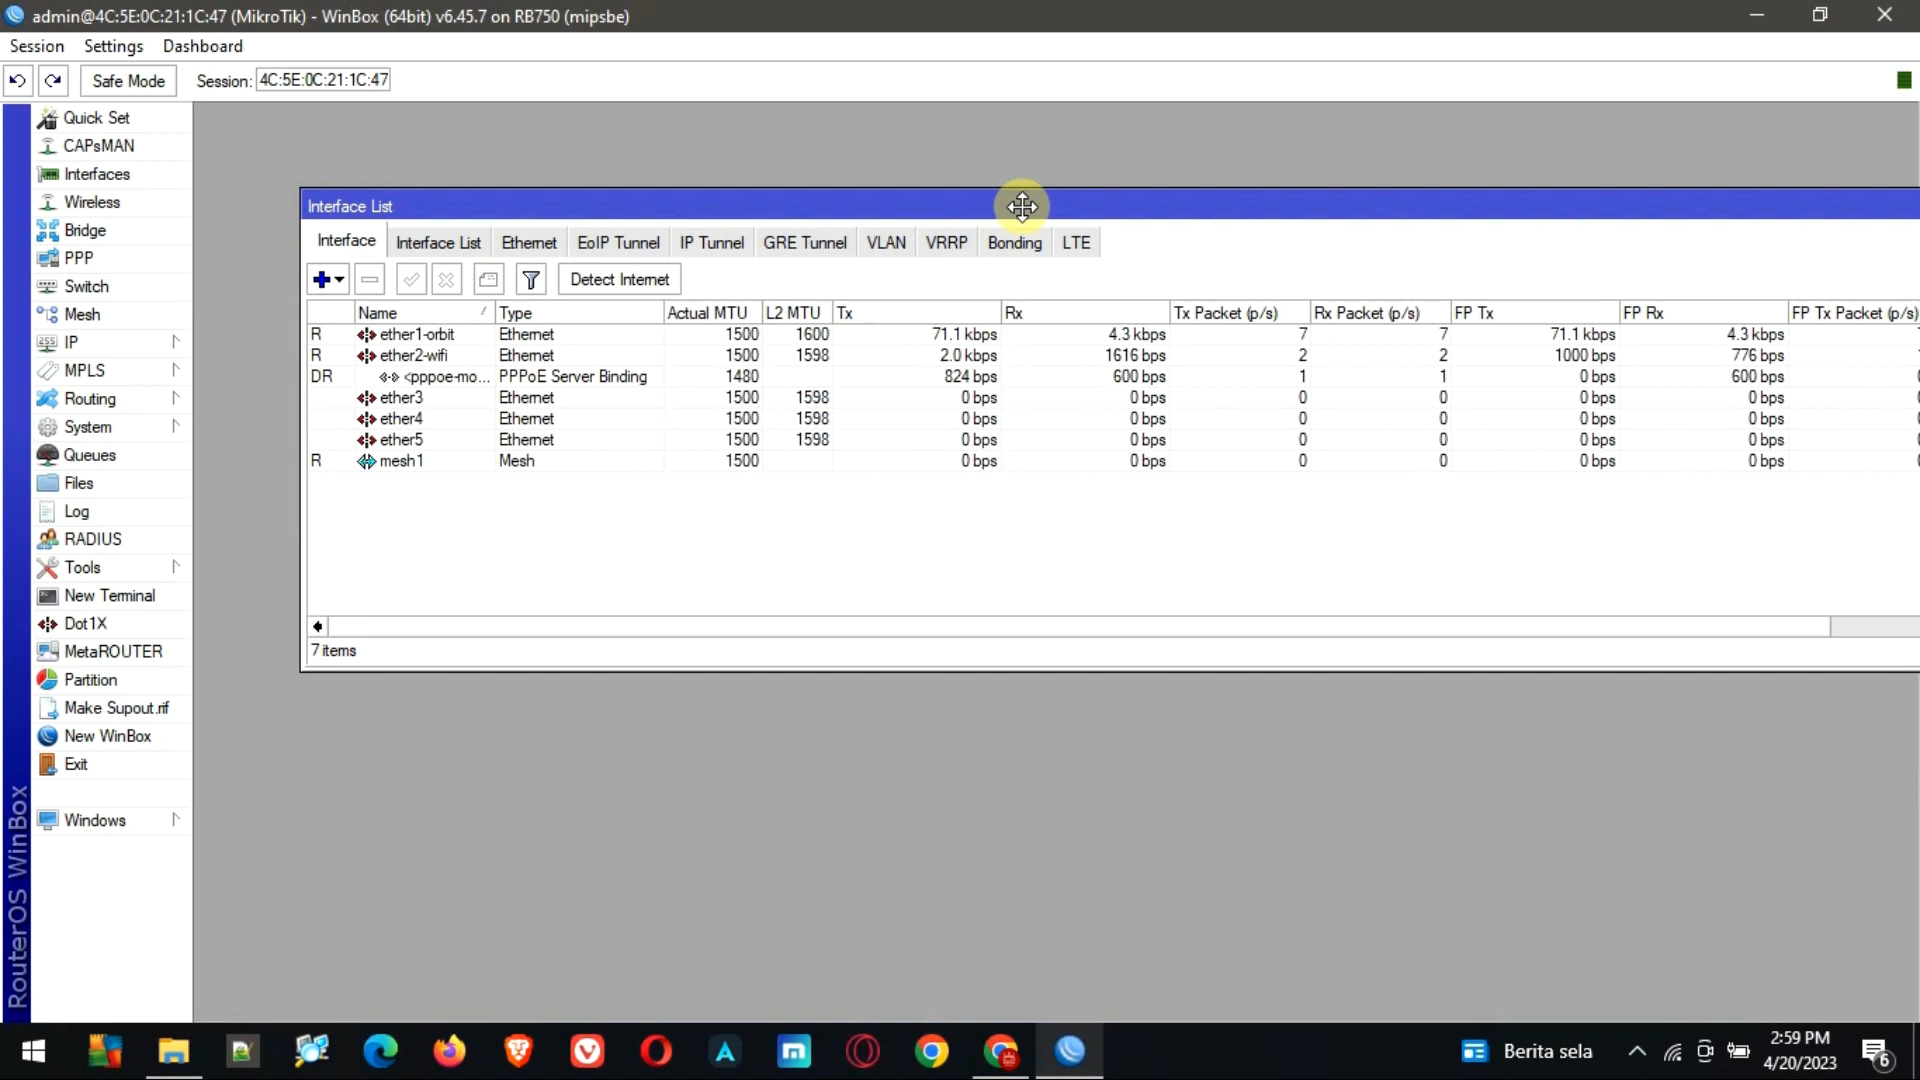 admin@4C:5E:0C:21:1C:47 (MikroTik) - WinBox (64bit) v6.45.7 on RB750 (mipsbe)
Session Settings Dashboard
Safe Mode Session: 4C:5E:0C:21:1C:47
Quick Set
CAPsMAN
Interfaces
Wireless
Bridge
PPP
Switch
Mesh
IP
MPLS
Routing
System
Queues
Files
Log
RADIUS
Tools
New Terminal
Dot1X
MetaROUTER
Partition
Make Supout.rif
New WinBox
Exit
Windows
RouterOS WinBox
Interface List
Interface Interface List Ethernet EoIP Tunnel IP Tunnel GRE Tunnel VLAN VRRP Bonding LTE
Detect Internet
Name Type Actual MTU L2 MTU Tx Rx Tx Packet (p/s) Rx Packet (p/s) FP Tx FP Rx FP Tx Packet (p/s)
R ether1-orbit Ethernet 1500 1600 71.1 kbps 4.3 kbps 7 7 71.1 kbps 4.3 kbps
R ether2-wifi Ethernet 1500 1598 2.0 kbps 1616 bps 2 2 1000 bps 776 bps
DR <pppoe-mo... PPPoE Server Binding 1480 824 bps 600 bps 1 1 0 bps 600 bps
ether3 Ethernet 1500 1598 0 bps 0 bps 0 0 0 bps 0 bps
ether4 Ethernet 1500 1598 0 bps 0 bps 0 0 0 bps 0 bps
ether5 Ethernet 1500 1598 0 bps 0 bps 0 0 0 bps 0 bps
R mesh1 Mesh 1500 0 bps 0 bps 0 0 0 bps 0 bps
7 items
Berita sela
2:59 PM
4/20/2023
6